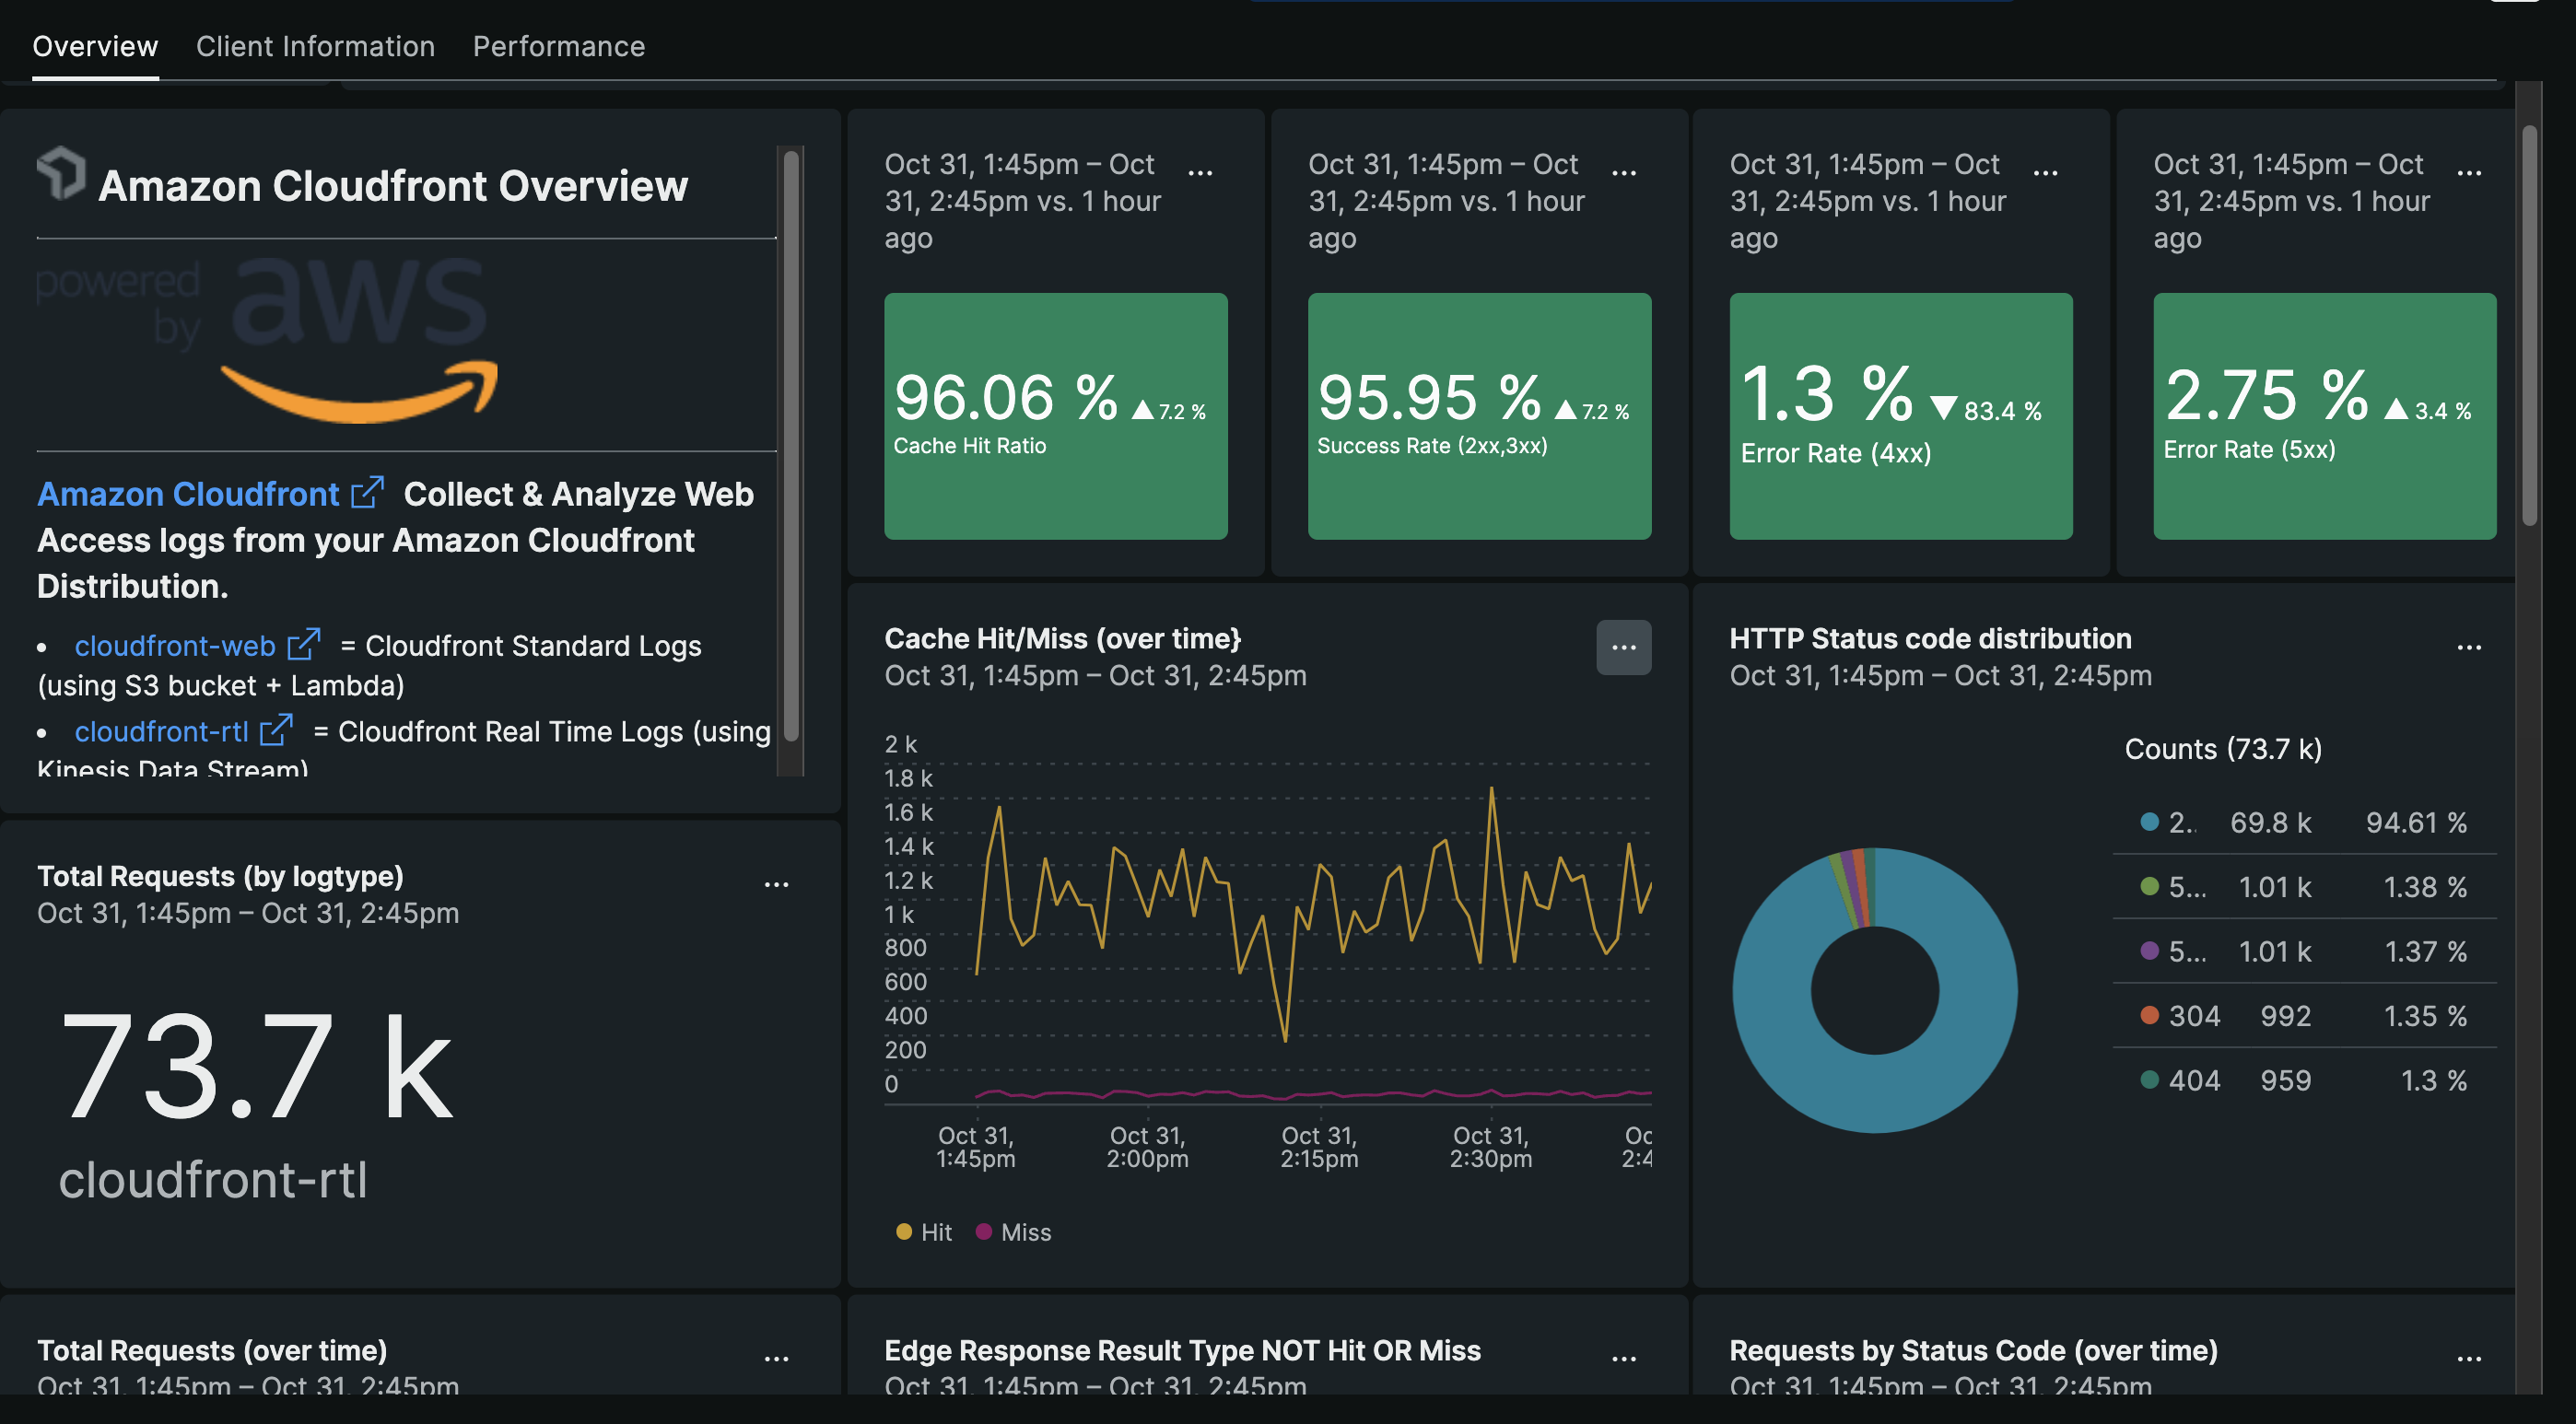 Overview Client Information Performance
Amazon Cloudfront Overview
powered
by
aws
Amazon Cloudfront Collect & Analyze Web
Access logs from your Amazon Cloudfront
Distribution.
• cloudfront-web = Cloudfront Standard Logs
(using S3 bucket + Lambda)
• cloudfront-rtl = Cloudfront Real Time Logs (using
Kinesis Data Stream)
Oct 31, 1:45pm – Oct
31, 2:45pm vs. 1 hour
ago
96.06 % ▲ 7.2 %
Cache Hit Ratio
Oct 31, 1:45pm – Oct
31, 2:45pm vs. 1 hour
ago
95.95 % ▲ 7.2 %
Success Rate (2xx,3xx)
Oct 31, 1:45pm – Oct
31, 2:45pm vs. 1 hour
ago
1.3 % ▼ 83.4 %
Error Rate (4xx)
Oct 31, 1:45pm – Oct
31, 2:45pm vs. 1 hour
ago
2.75 % ▲ 3.4 %
Error Rate (5xx)
Total Requests (by logtype)
Oct 31, 1:45pm – Oct 31, 2:45pm
73.7 k
cloudfront-rtl
Cache Hit/Miss (over time}
Oct 31, 1:45pm – Oct 31, 2:45pm
2 k
1.8 k
1.6 k
1.4 k
1.2 k
1 k
800
600
400
200
0
Oct 31,
1:45pm
Oct 31,
2:00pm
Oct 31,
2:15pm
Oct 31,
2:30pm
Oc
2:4
Hit Miss
HTTP Status code distribution
Oct 31, 1:45pm – Oct 31, 2:45pm
Counts (73.7 k)
2.. 69.8 k 94.61 %
5... 1.01 k 1.38 %
5... 1.01 k 1.37 %
304 992 1.35 %
404 959 1.3 %
Total Requests (over time)
Oct 31, 1:45pm – Oct 31, 2:45pm
Edge Response Result Type NOT Hit OR Miss
Oct 31, 1:45pm – Oct 31, 2:45pm
Requests by Status Code (over time)
Oct 31, 1:45pm – Oct 31, 2:45pm